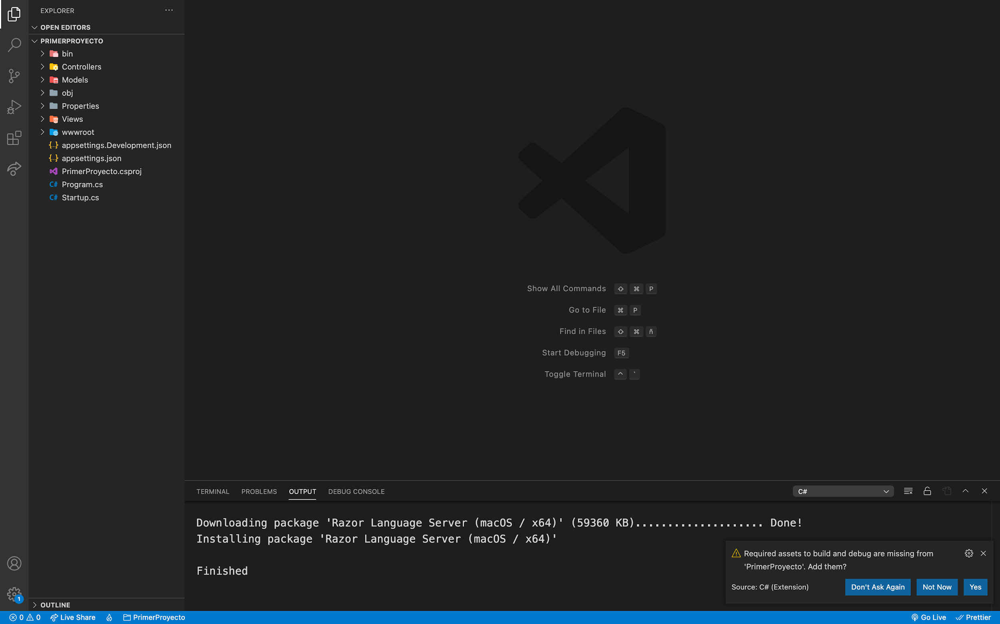 EXPLORER
OPEN EDITORS
PRIMERPROYECTO
bin
Controllers
Models
obj
Properties
Views
wwwroot
{..} appsettings.Development.json
{..} appsettings.json
PrimerProyecto.csproj
C# Program.cs
C# Startup.cs
OUTLINE
Show All Commands ⇧ ⌘ P
Go to File ⌘ P
Find in Files ⇧ ⌘ ñ
Start Debugging F5
Toggle Terminal ^ `
TERMINAL PROBLEMS OUTPUT DEBUG CONSOLE C#
Downloading package 'Razor Language Server (macOS / x64)' (59360 KB).................... Done!
Installing package 'Razor Language Server (macOS / x64)'
Finished
Required assets to build and debug are missing from
'PrimerProyecto'. Add them?
Source: C# (Extension) Don't Ask Again Not Now Yes
1
0 0 Live Share PrimerProyecto Go Live Prettier